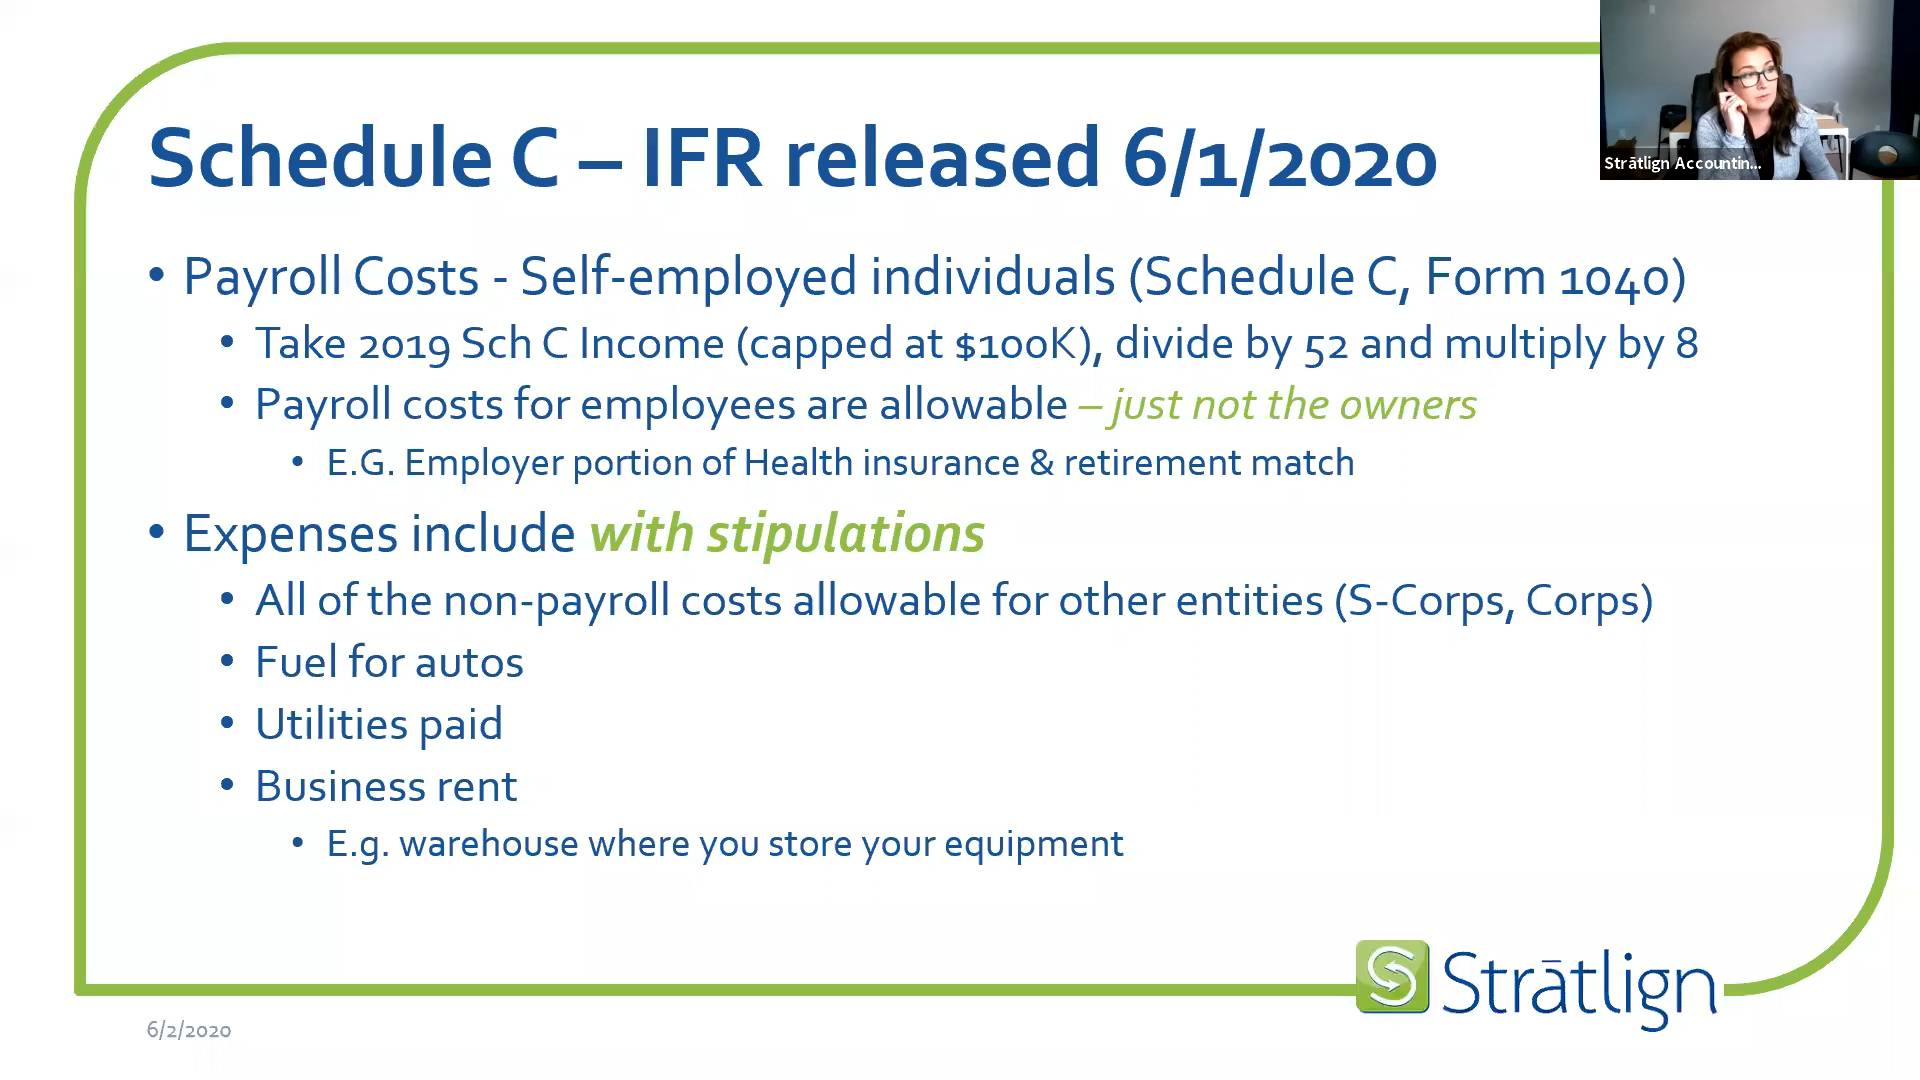 Schedule C – IFR released 6/1/2020
Strātlign Accountin...
• Payroll Costs - Self-employed individuals (Schedule C, Form 1040)
• Take 2019 Sch C Income (capped at $100K), divide by 52 and multiply by 8
• Payroll costs for employees are allowable – just not the owners
• E.G. Employer portion of Health insurance & retirement match
• Expenses include with stipulations
• All of the non-payroll costs allowable for other entities (S-Corps, Corps)
• Fuel for autos
• Utilities paid
• Business rent
• E.g. warehouse where you store your equipment
S Strātlign
6/2/2020